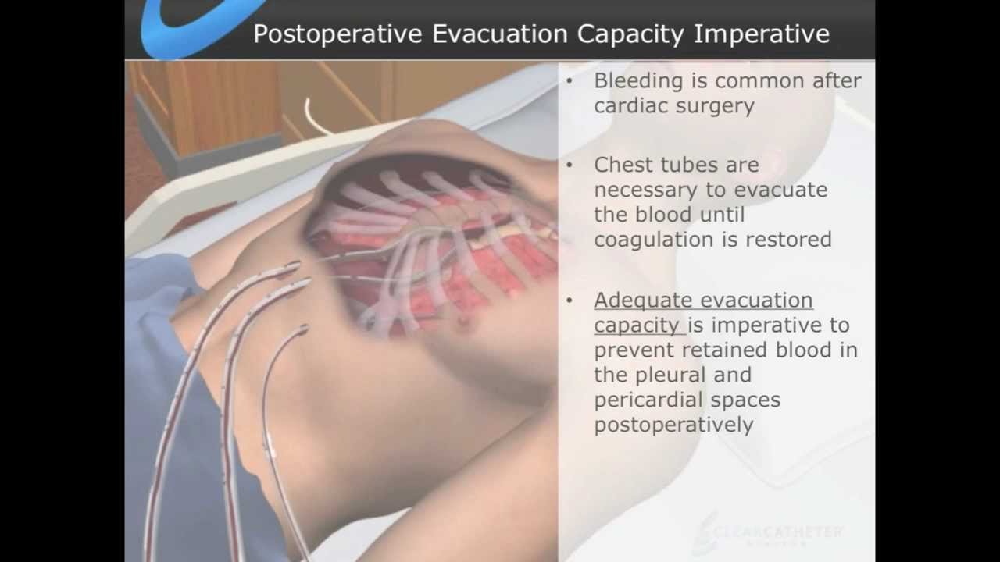 Postoperative Evacuation Capacity Imperative
• Bleeding is common after
cardiac surgery
• Chest tubes are
necessary to evacuate
the blood until
coagulation is restored
• Adequate evacuation
capacity is imperative to
prevent retained blood in
the pleural and
pericardial spaces
postoperatively
CLEARCATHETER